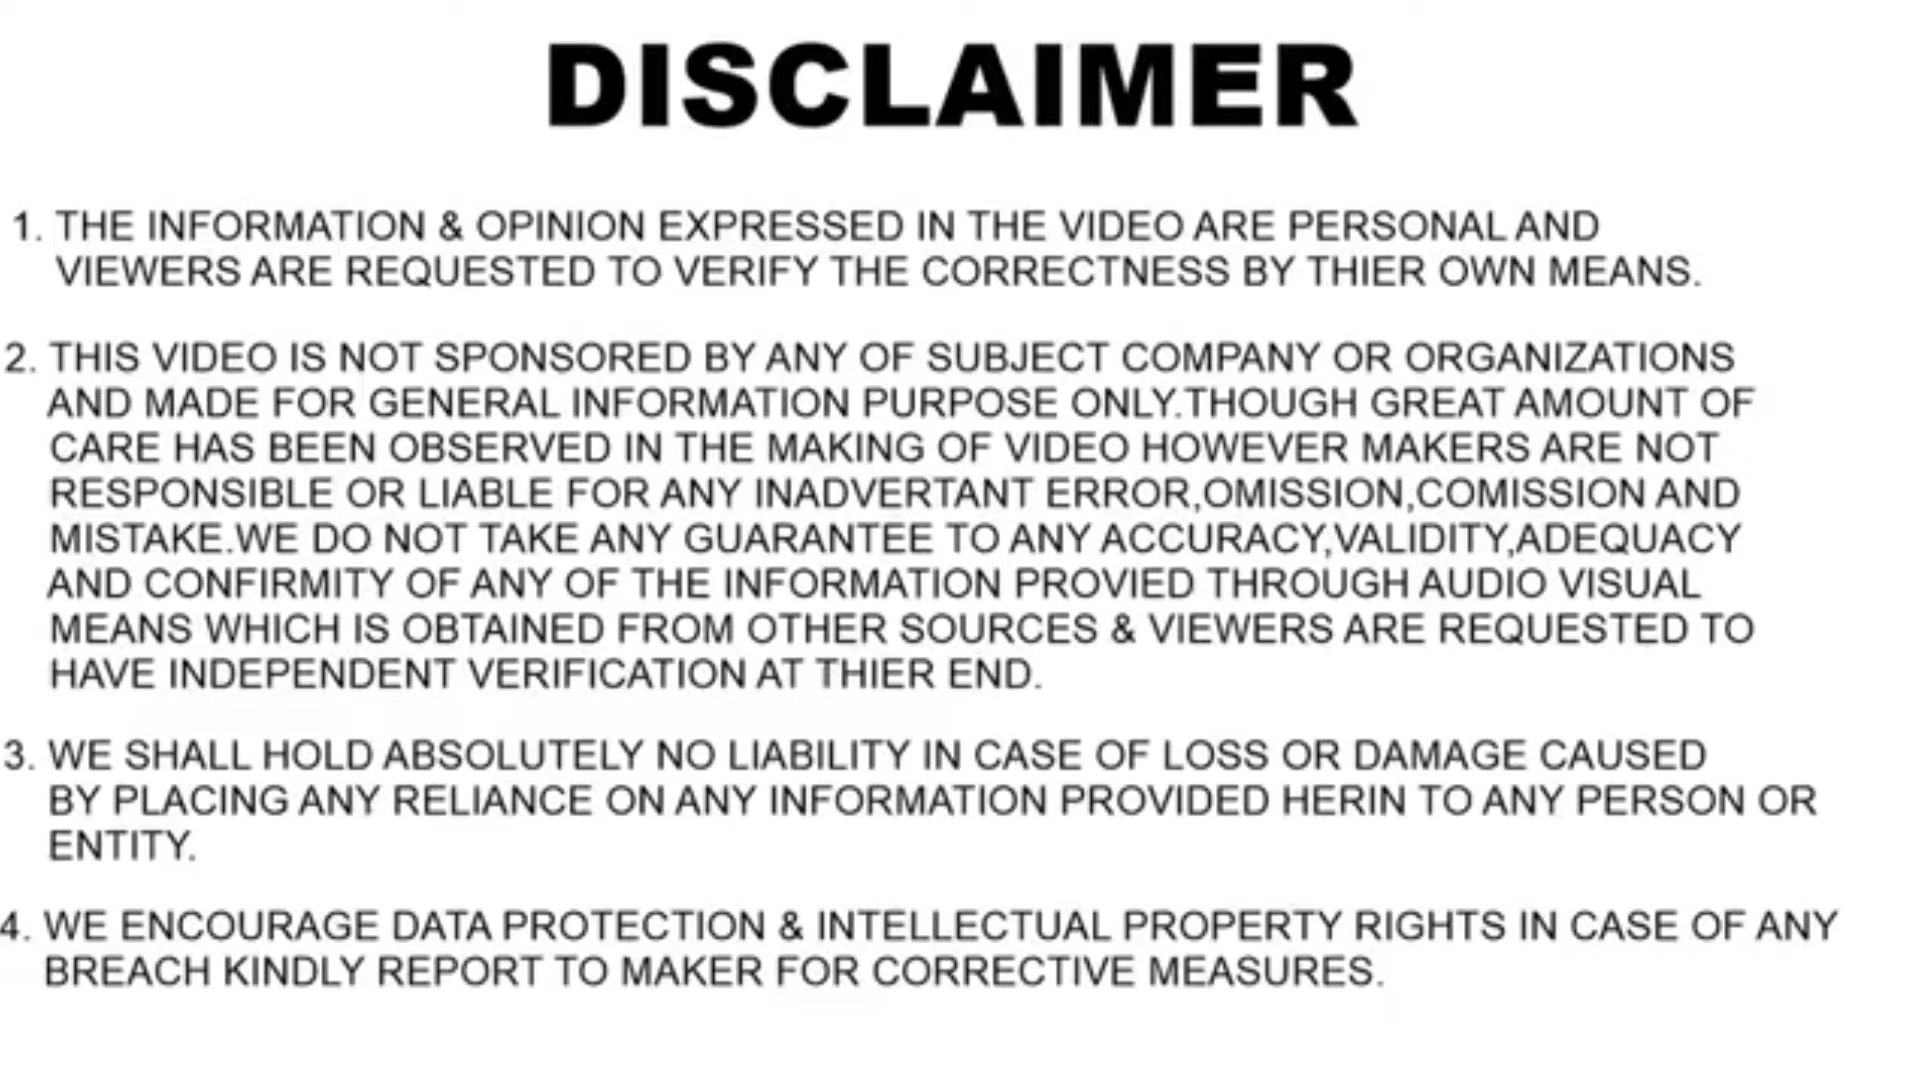 DISCLAIMER
1. THE INFORMATION & OPINION EXPRESSED IN THE VIDEO ARE PERSONAL AND
VIEWERS ARE REQUESTED TO VERIFY THE CORRECTNESS BY THIER OWN MEANS.
2. THIS VIDEO IS NOT SPONSORED BY ANY OF SUBJECT COMPANY OR ORGANIZATIONS
AND MADE FOR GENERAL INFORMATION PURPOSE ONLY.THOUGH GREAT AMOUNT OF
CARE HAS BEEN OBSERVED IN THE MAKING OF VIDEO HOWEVER MAKERS ARE NOT
RESPONSIBLE OR LIABLE FOR ANY INADVERTANT ERROR,OMISSION,COMISSION AND
MISTAKE.WE DO NOT TAKE ANY GUARANTEE TO ANY ACCURACY,VALIDITY,ADEQUACY
AND CONFIRMITY OF ANY OF THE INFORMATION PROVIED THROUGH AUDIO VISUAL
MEANS WHICH IS OBTAINED FROM OTHER SOURCES & VIEWERS ARE REQUESTED TO
HAVE INDEPENDENT VERIFICATION AT THIER END.
3. WE SHALL HOLD ABSOLUTELY NO LIABILITY IN CASE OF LOSS OR DAMAGE CAUSED
BY PLACING ANY RELIANCE ON ANY INFORMATION PROVIDED HERIN TO ANY PERSON OR
ENTITY.
4. WE ENCOURAGE DATA PROTECTION & INTELLECTUAL PROPERTY RIGHTS IN CASE OF ANY
BREACH KINDLY REPORT TO MAKER FOR CORRECTIVE MEASURES.